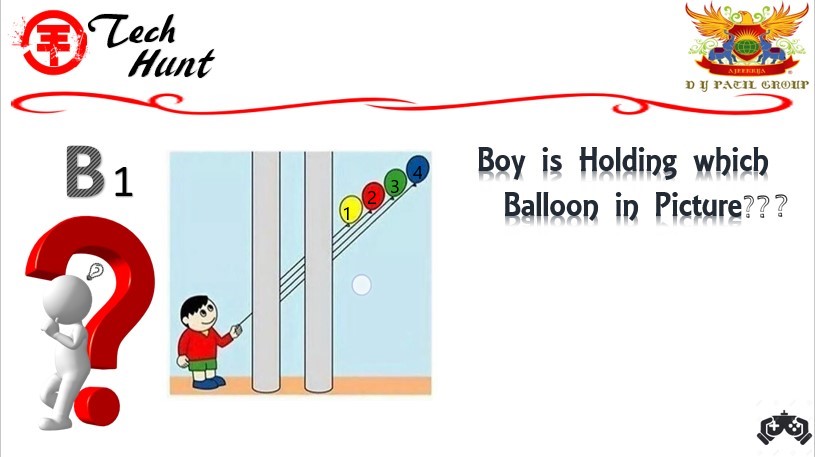 Tech
Hunt
AJEENKYA
D Y PATIL GROUP
B 1
Boy is Holding which
Balloon in Picture???
1
2
3
4